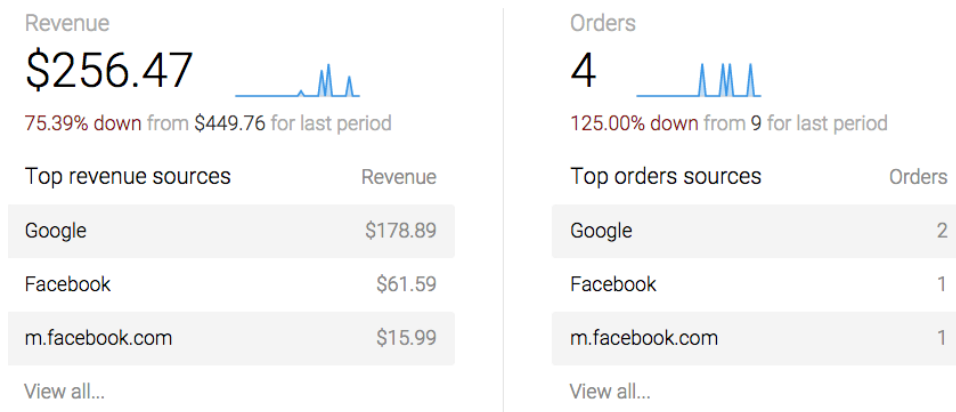 Revenue
$256.47
75.39% down from $449.76 for last period
Top revenue sources Revenue
Google $178.89
Facebook $61.59
m.facebook.com $15.99
View all...
Orders
4
125.00% down from 9 for last period
Top orders sources Orders
Google 2
Facebook 1
m.facebook.com 1
View all...